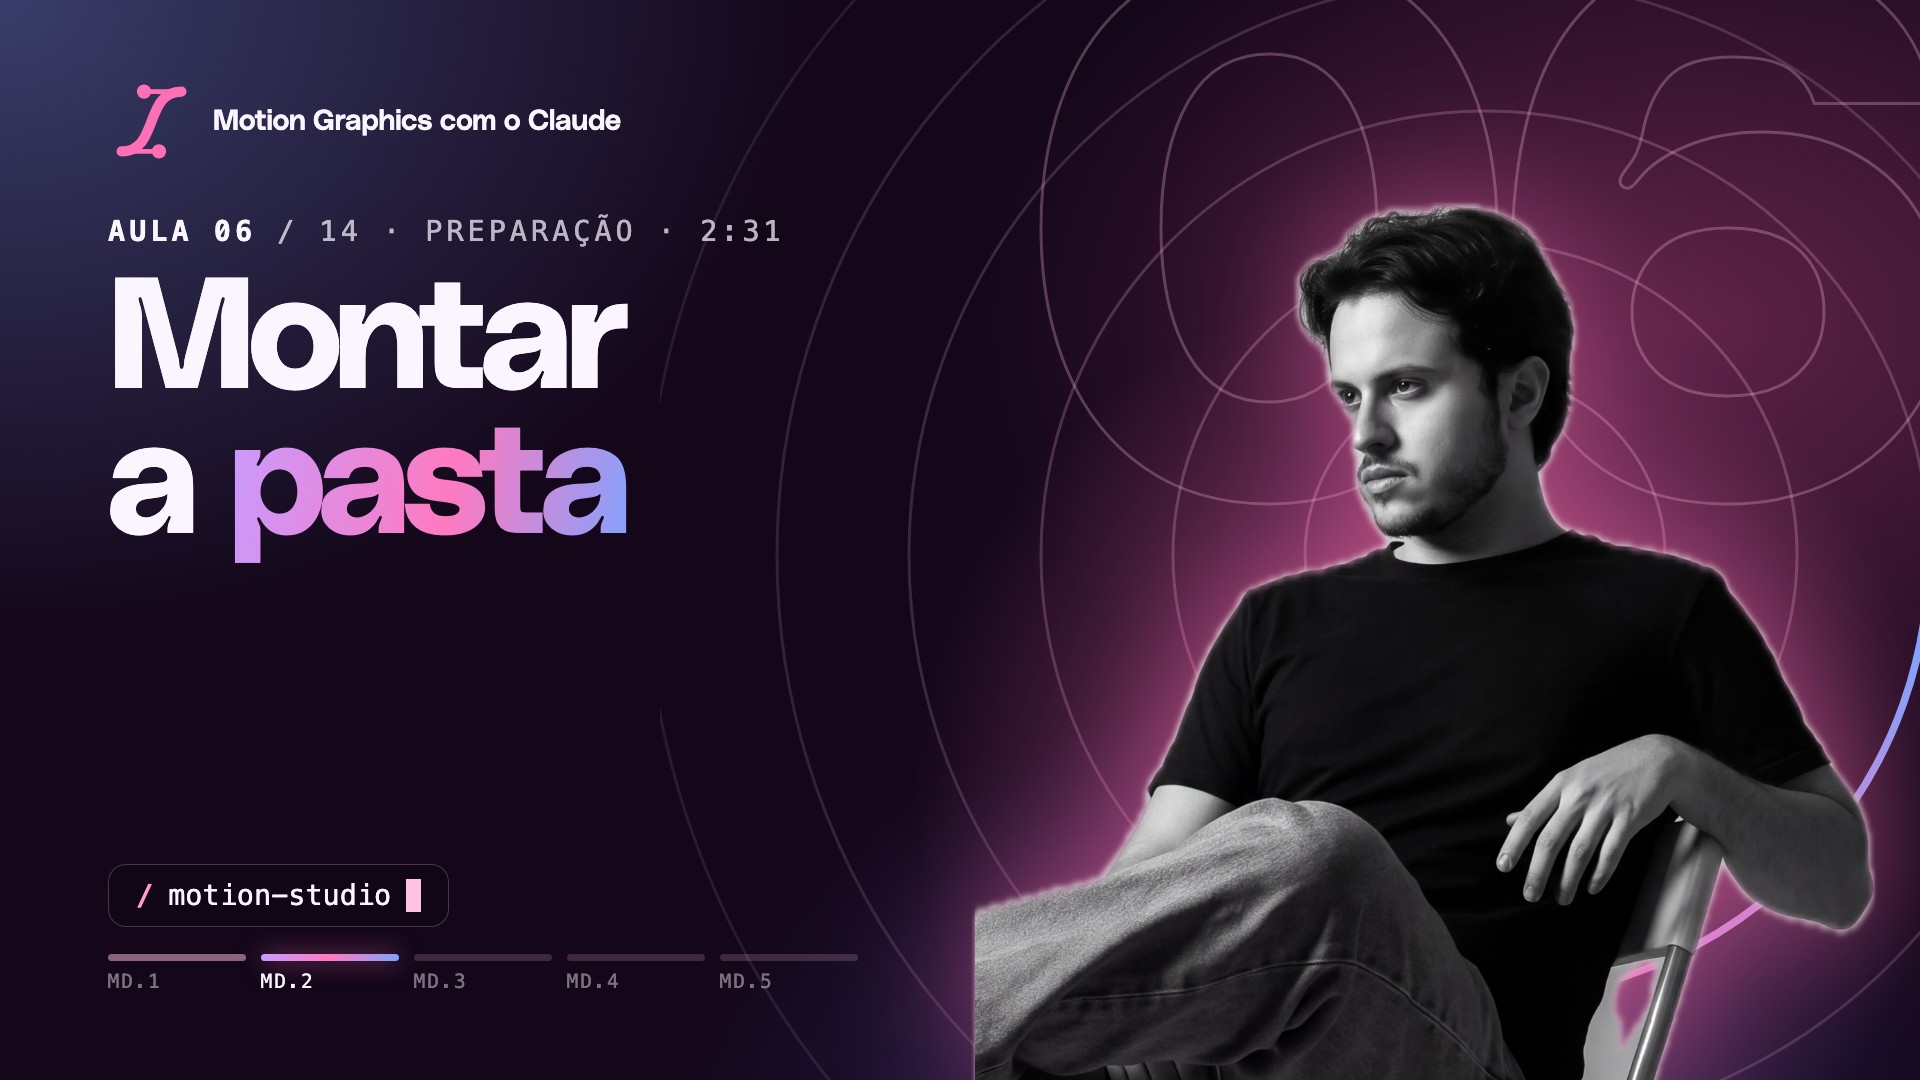 Motion Graphics com o Claude
AULA 06 / 14 · PREPARAÇÃO · 2:31
Montar
a pasta
/ motion-studio
MD.1 MD.2 MD.3 MD.4 MD.5
06